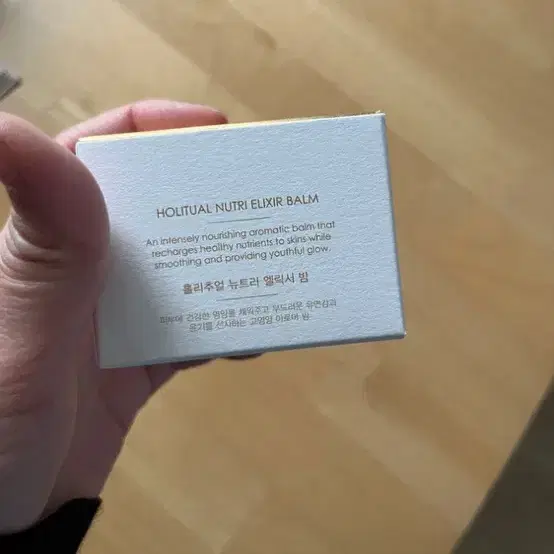 HOLITUAL NUTRI ELIXIR BALM
An intensely nourishing aromatic balm that
recharges healthy nutrients to skins while
smoothing and providing youthful glow.
홀리추얼 뉴트리 엘릭서 밤
피부에 건강한 영양을 채워주고 부드러운 유연감과
윤기를 선사하는 고영양 아로마 밤